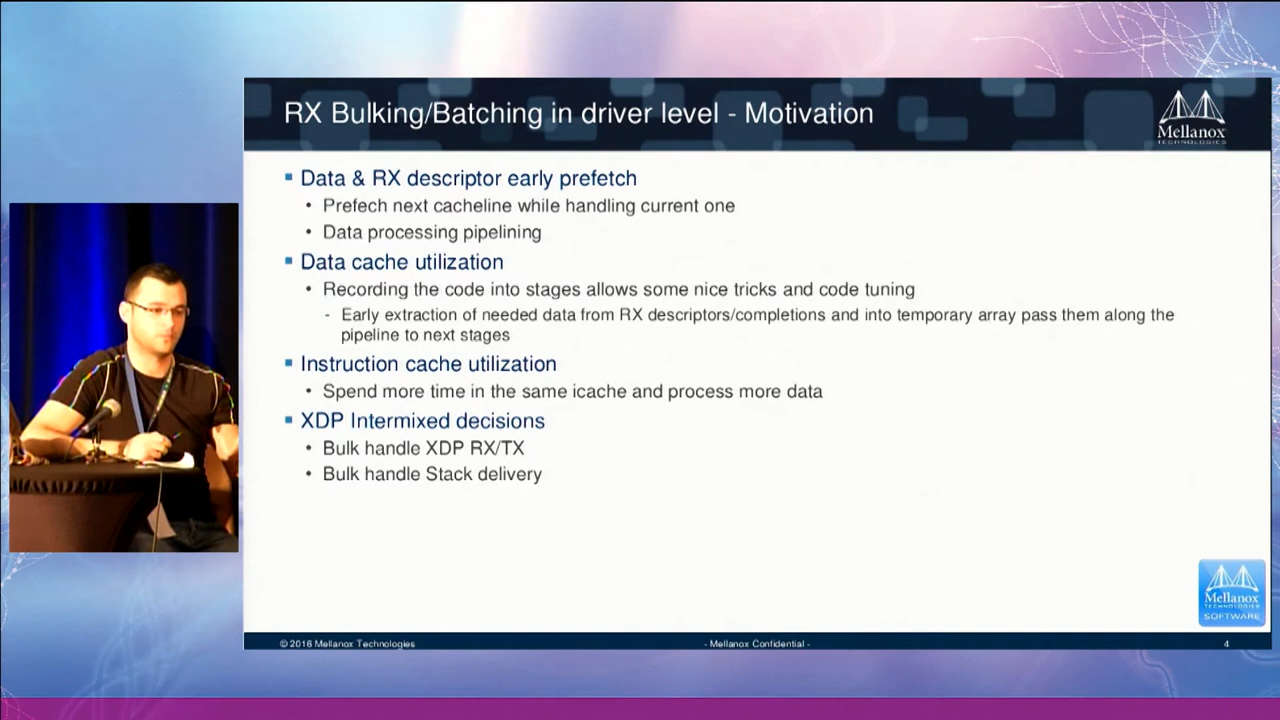 RX Bulking/Batching in driver level - Motivation
Mellanox
TECHNOLOGIES
Data & RX descriptor early prefetch
Prefech next cacheline while handling current one
Data processing pipelining
Data cache utilization
Recording the code into stages allows some nice tricks and code tuning
- Early extraction of needed data from RX descriptors/completions and into temporary array pass them along the
pipeline to next stages
Instruction cache utilization
Spend more time in the same icache and process more data
XDP Intermixed decisions
Bulk handle XDP RX/TX
Bulk handle Stack delivery
Mellanox
TECHNOLOGIES
SOFTWARE
© 2016 Mellanox Technologies
- Mellanox Confidential -
4